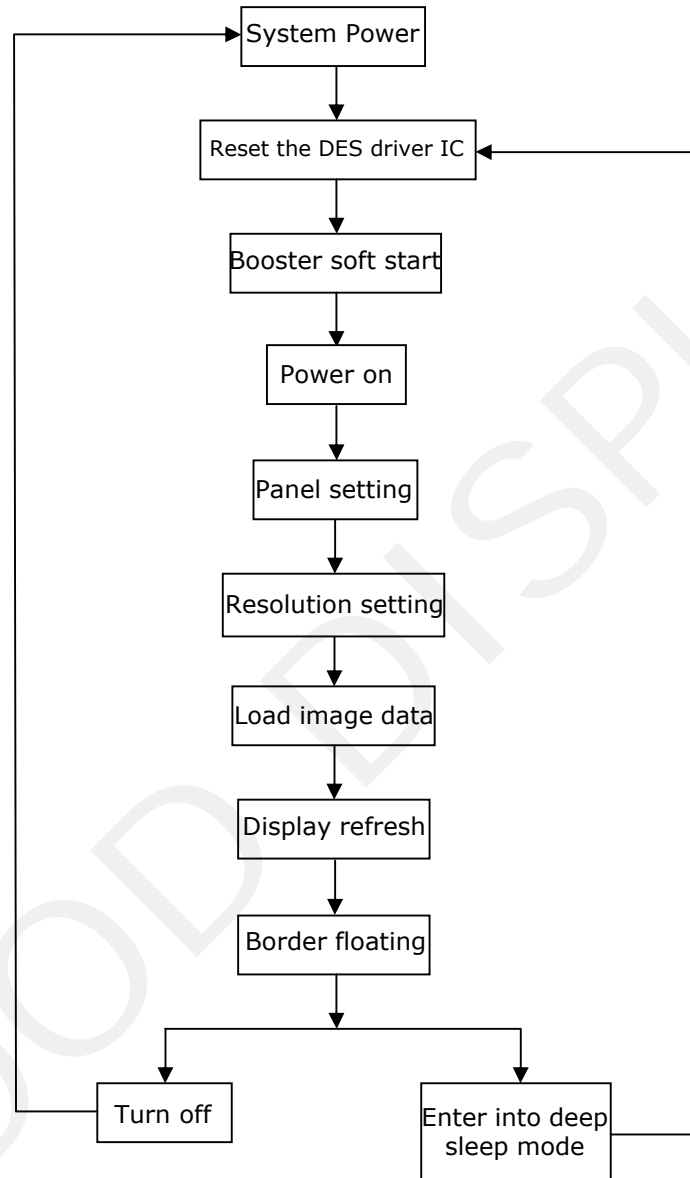 System Power
Reset the DES driver IC
Booster soft start
Power on
Panel setting
Resolution setting
Load image data
Display refresh
Border floating
Turn off
Enter into deep
sleep mode